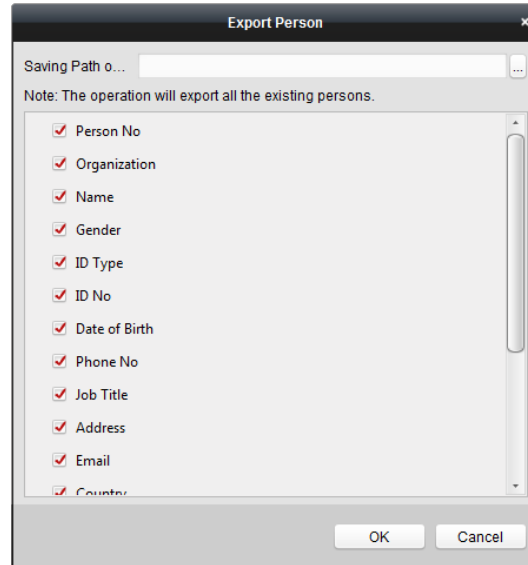 Export Person
Saving Path o...
...
Note: The operation will export all the existing persons.
Person No
Organization
Name
Gender
ID Type
ID No
Date of Birth
Phone No
Job Title
Address
Email
Country
OK Cancel